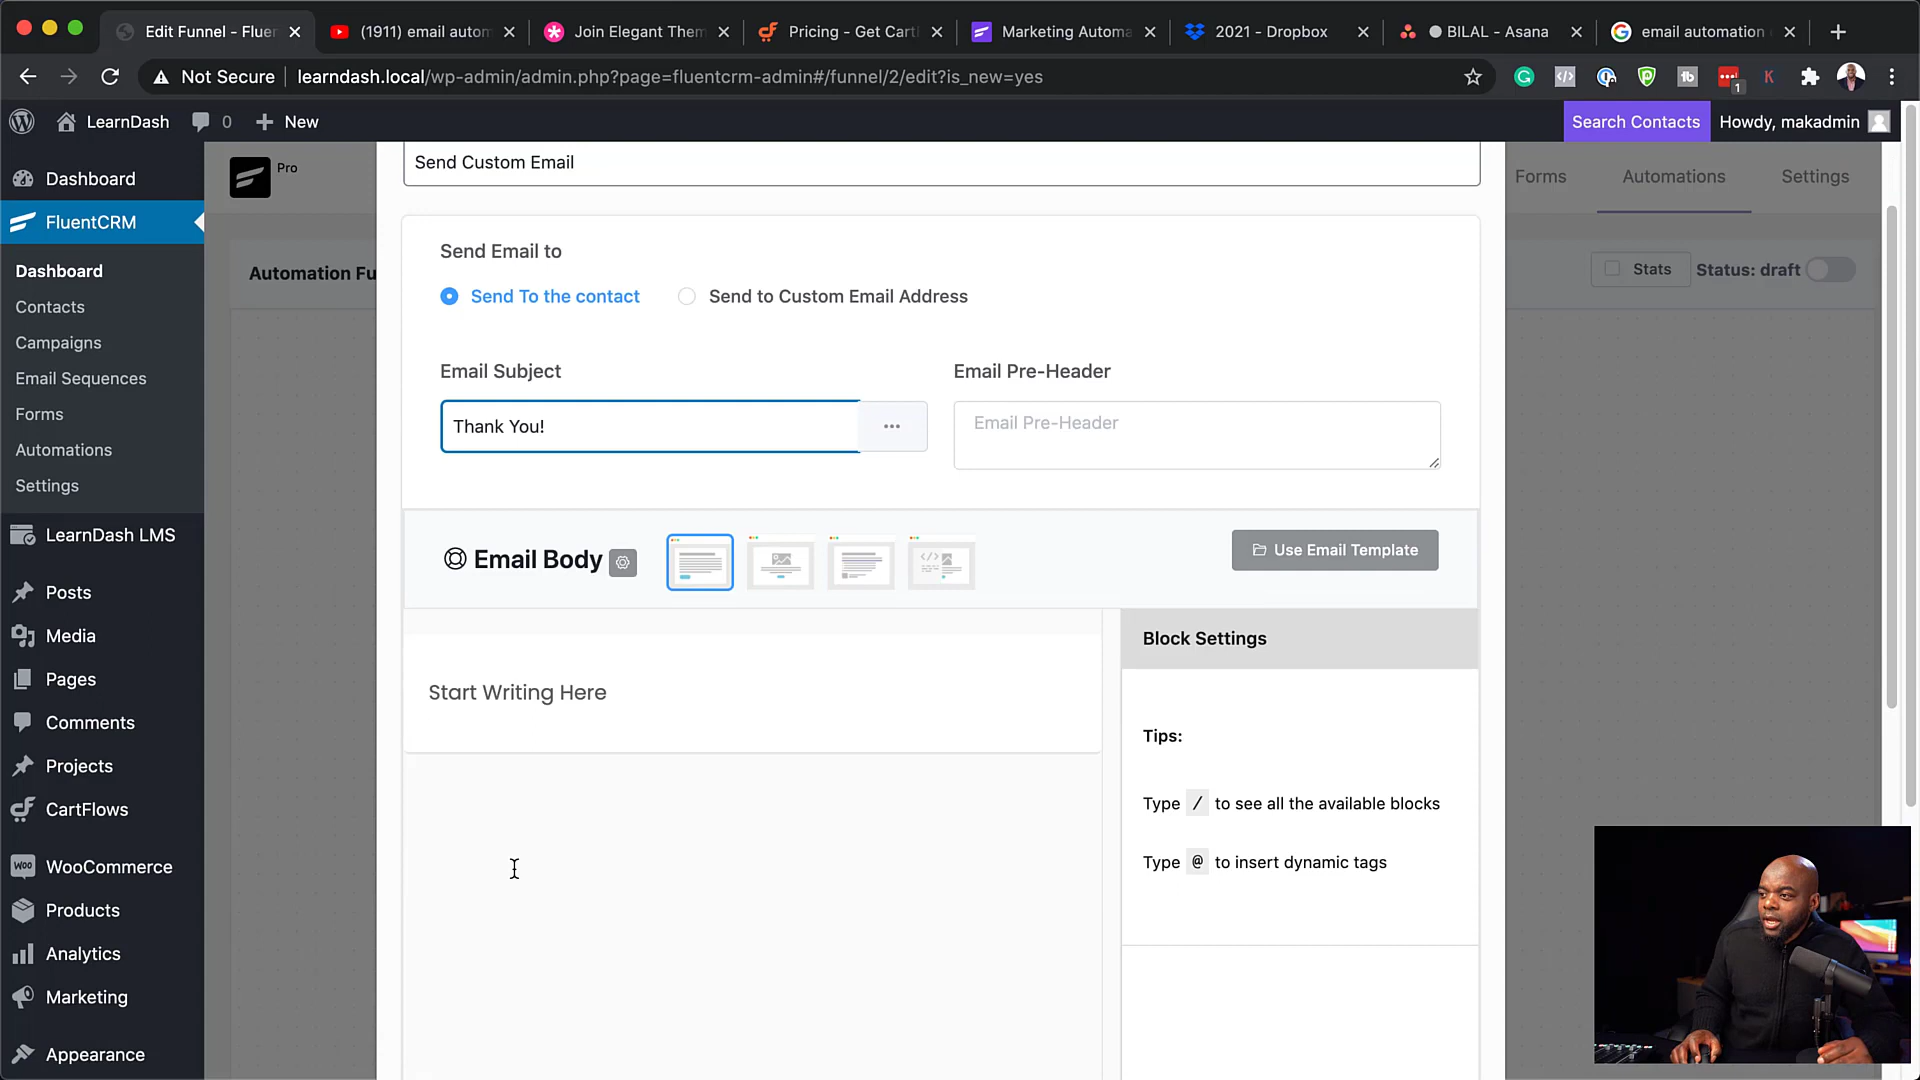 Edit Funnel - Fluer
(1911) email autom
Join Elegant Them
Pricing - Get Carti
Marketing Automa
2021 - Dropbox
BILAL - Asana
email automation
Not Secure
learndash.local/wp-admin/admin.php?page=fluentcrm-admin#/funnel/2/edit?is_new=yes
1
LearnDash
0
New
Search Contacts
Howdy, makadmin
Dashboard
FluentCRM
Dashboard
Contacts
Campaigns
Email Sequences
Forms
Automations
Settings
LearnDash LMS
Posts
Media
Pages
Comments
Projects
CartFlows
WooCommerce
Products
Analytics
Marketing
Appearance
Pro
Forms
Automations
Settings
Automation Fu
Stats
Status: draft
Send Custom Email
Send Email to
Send To the contact
Send to Custom Email Address
Email Subject
Email Pre-Header
Thank You!
Email Pre-Header
Email Body
Use Email Template
Start Writing Here
Block Settings
Tips:
Type / to see all the available blocks
Type @ to insert dynamic tags